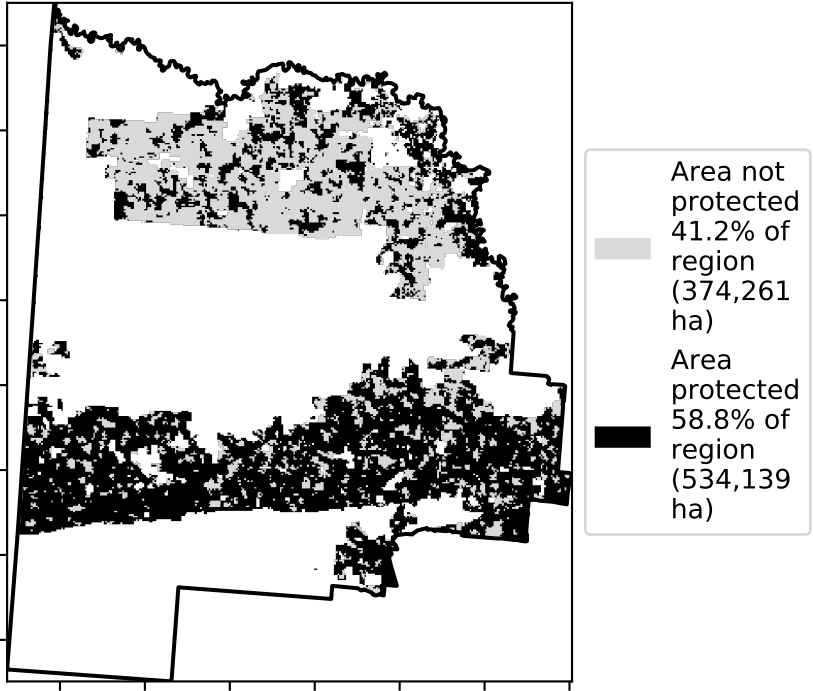 Area not
protected
41.2% of
region
(374,261
ha)
Area
protected
58.8% of
region
(534,139
ha)